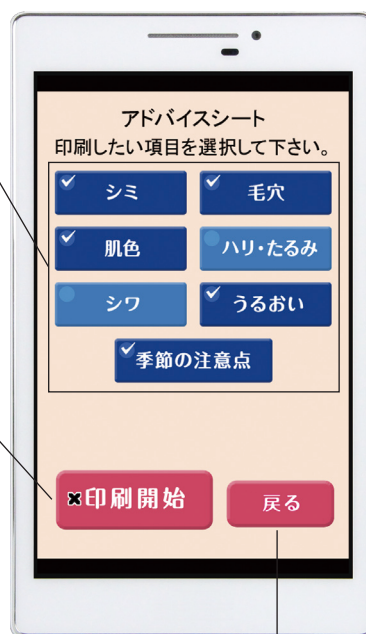 アドバイスシート
印刷したい項目を選択して下さい。
シミ 毛穴
肌色 ハリ・たるみ
シワ うるおい
季節の注意点
印刷開始 戻る